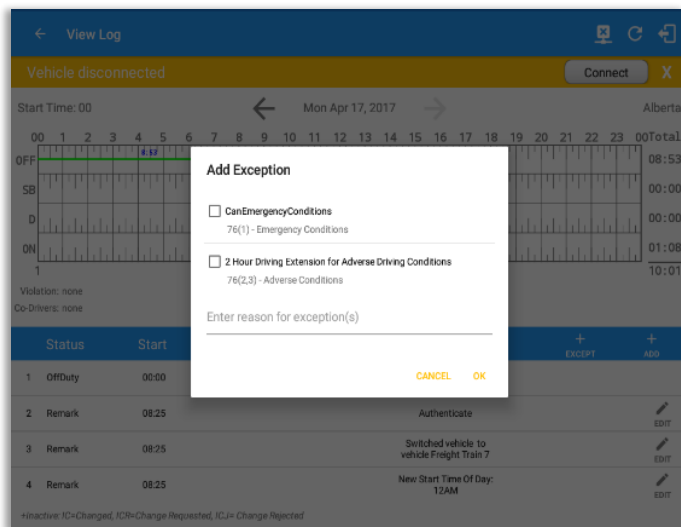 View Log
Vehicle disconnected
Connect X
Start Time: 00
Mon Apr 17, 2017
Alberta
00 1 2 3 4 5 6 7 8 9 10 11 12 13 14 15 16 17 18 19 20 21 22 23 00Total
OFF 8:53 08:53
SB 00:00
D 00:00
ON 01:08
1 10:01
Violation: none
Co-Drivers: none
Add Exception
CanEmergencyConditions
76(1) - Emergency Conditions
2 Hour Driving Extension for Adverse Driving Conditions
76(2,3) - Adverse Conditions
Enter reason for exception(s)
CANCEL OK
Status Start
+ EXCEPT
+ ADD
1 OffDuty 00:00
2 Remark 08:25 Authenticate EDIT
3 Remark 08:25 Switched vehicle to
vehicle Freight Train 7 EDIT
4 Remark 08:25 New Start Time Of Day:
12AM EDIT
+Inactive: IC=Changed, ICR=Change Requested, ICJ= Change Rejected